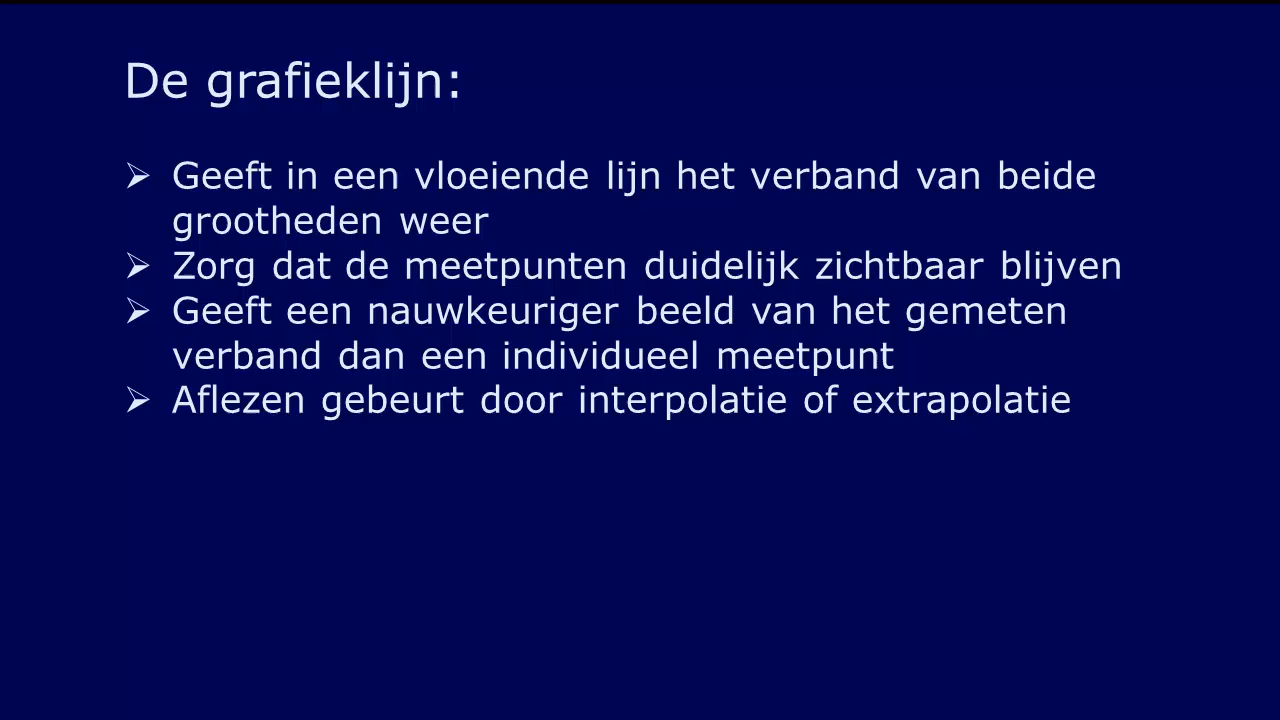 De grafieklijn:
➢ Geeft in een vloeiende lijn het verband van beide
grootheden weer
➢ Zorg dat de meetpunten duidelijk zichtbaar blijven
➢ Geeft een nauwkeuriger beeld van het gemeten
verband dan een individueel meetpunt
➢ Aflezen gebeurt door interpolatie of extrapolatie